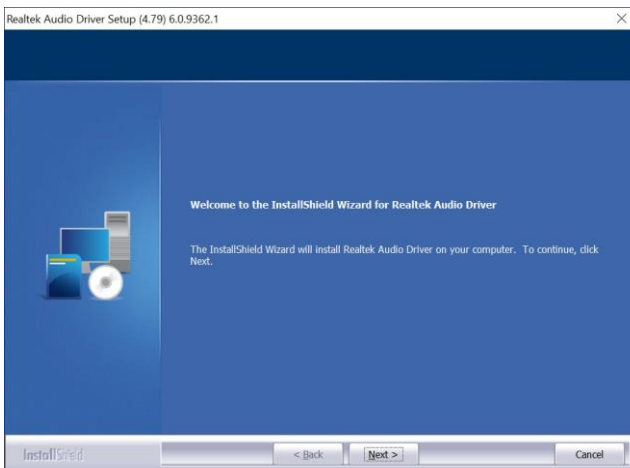 Realtek Audio Driver Setup (4.79) 6.0.9362.1
Welcome to the InstallShield Wizard for Realtek Audio Driver
The InstallShield Wizard will install Realtek Audio Driver on your computer.  To continue, click
Next.
InstallShield
< Back
Next >
Cancel